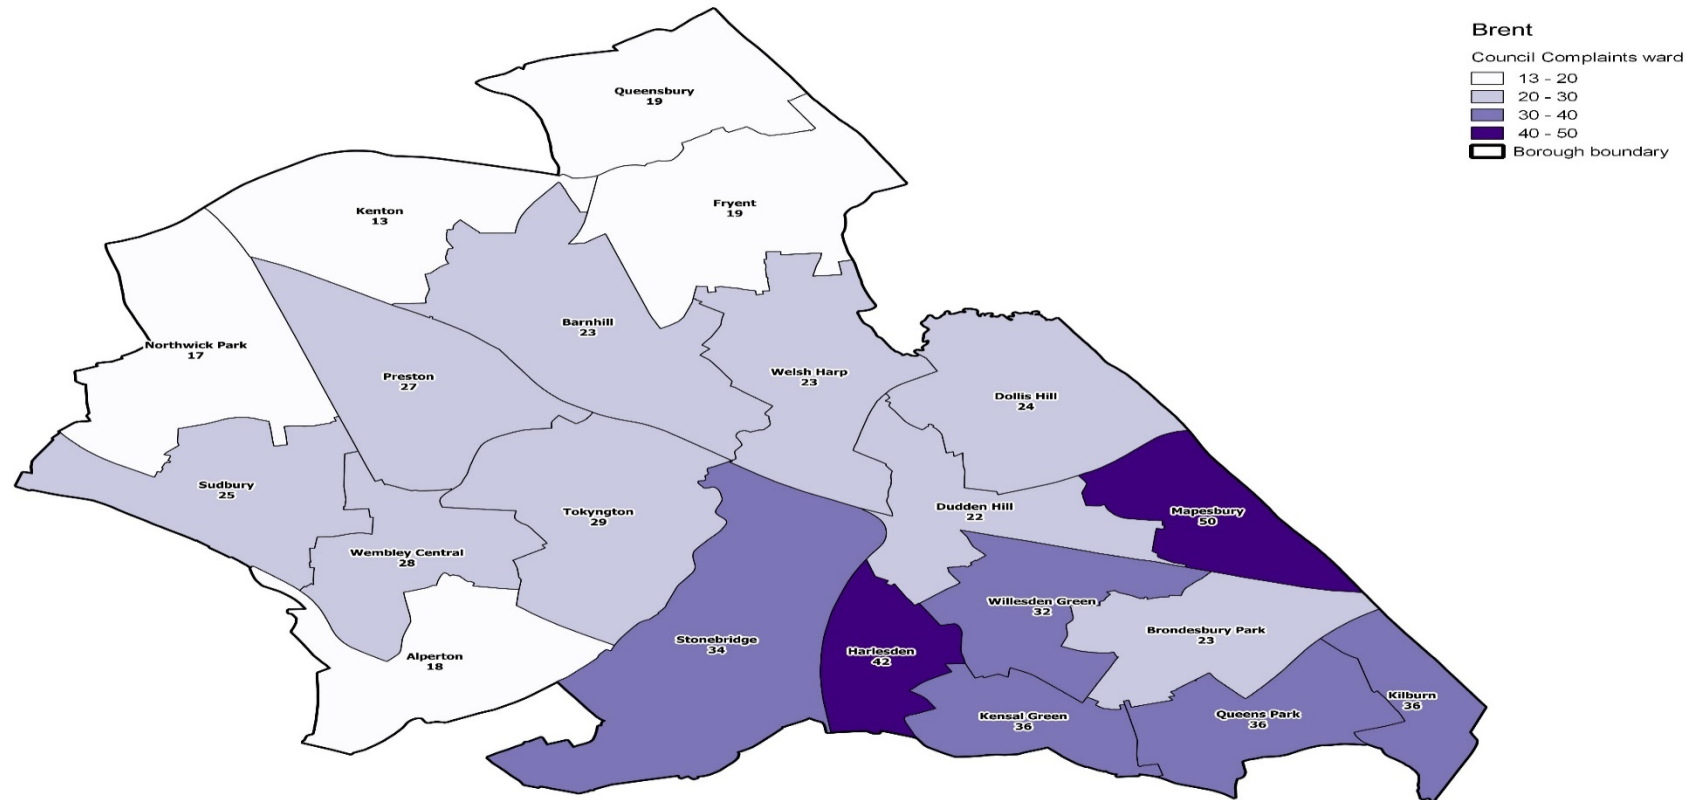 Brent
Council Complaints ward
13 - 20
20 - 30
30 - 40
40 - 50
Borough boundary
Queensbury
19
Kenton
13
Fryent
19
Northwick Park
17
Barnhill
23
Preston
27
Welsh Harp
23
Dollis Hill
24
Sudbury
25
Tokyngton
29
Dudden Hill
22
Mapesbury
50
Wembley Central
28
Willesden Green
32
Brondesbury Park
23
Stonebridge
34
Harlesden
42
Alperton
18
Kilburn
36
Kensal Green
36
Queens Park
36